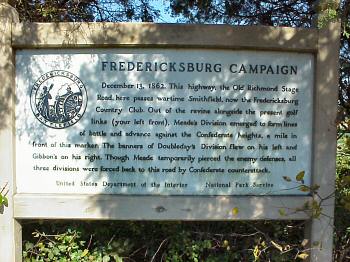 FREDERICKSBURG CAMPAIGN
December 13, 1862. This highway, the Old Richmond Stage
Road, here passes wartime Smithfield, now the Fredericksburg
Country Club. Out of the ravine alongside the present golf
links (your left front), Meade's Division emerged to form lines
of battle and advance against the Confederate heights, a mile in
front of this marker. The banners of Doubleday's Division flew on his left and
Gibbon's on his right. Though Meade temporarily pierced the enemy defenses, all
three divisions were forced back to this road by Confederate counterattack.
United States Department of the Interior National Park Service